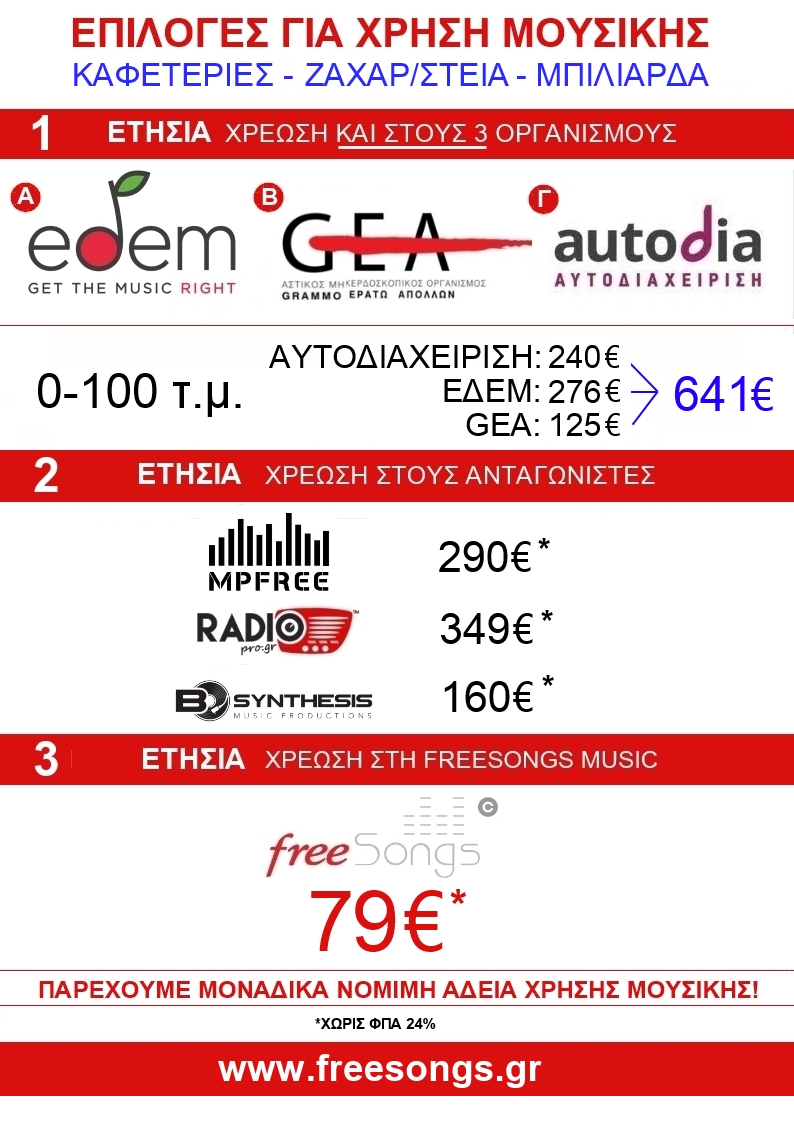 ΕΠΙΛΟΓΕΣ ΓΙΑ ΧΡΗΣΗ ΜΟΥΣΙΚΗΣ
ΚΑΦΕΤΕΡΙΕΣ - ΖΑΧΑΡ/ΣΤΕΙΑ - ΜΠΙΛΙΑΡΔΑ
1 ΕΤΗΣΙΑ ΧΡΕΩΣΗ ΚΑΙ ΣΤΟΥΣ 3 ΟΡΓΑΝΙΣΜΟΥΣ
Α
edem
GET THE MUSIC RIGHT
Β
GEA
ΑΣΤΙΚΟΣ ΜΗ ΚΕΡΔΟΣΚΟΠΙΚΟΣ ΟΡΓΑΝΙΣΜΟΣ
GRAMMO ΕΡΑΤΩ ΑΠΟΛΛΩΝ
Γ
autodia
ΑΥΤΟΔΙΑΧΕΙΡΙΣΗ
0-100 τ.μ.
ΑΥΤΟΔΙΑΧΕΙΡΙΣΗ: 240€
ΕΔΕΜ: 276€
GEA: 125€
641€
2 ΕΤΗΣΙΑ ΧΡΕΩΣΗ ΣΤΟΥΣ ΑΝΤΑΓΩΝΙΣΤΕΣ
MPFREE
290€*
RADIO™
pro.gr
349€*
B2 SYNTHESIS
MUSIC PRODUCTIONS
160€*
3 ΕΤΗΣΙΑ ΧΡΕΩΣΗ ΣΤΗ FREESONGS MUSIC
©
freeSongs
79€*
ΠΑΡΕΧΟΥΜΕ ΜΟΝΑΔΙΚΑ ΝΟΜΙΜΗ ΑΔΕΙΑ ΧΡΗΣΗΣ ΜΟΥΣΙΚΗΣ!
*ΧΩΡΙΣ ΦΠΑ 24%
www.freesongs.gr